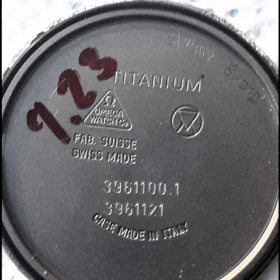 7.23
TITANIUM
Ω
OMEGA
WATCH Co
FAB. SUISSE
SWISS MADE
3961100.1
3961121
CASE MADE IN ITALY